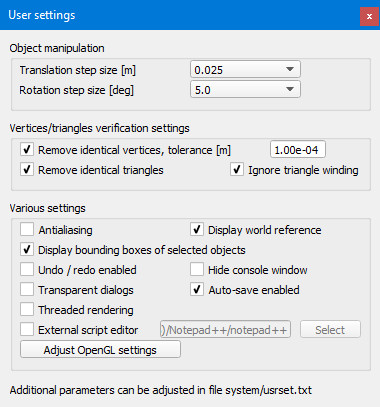 User settings
x
Object manipulation
Translation step size [m] 0.025
Rotation step size [deg] 5.0
Vertices/triangles verification settings
Remove identical vertices, tolerance [m] 1.00e-04
Remove identical triangles Ignore triangle winding
Various settings
Antialiasing Display world reference
Display bounding boxes of selected objects
Undo / redo enabled Hide console window
Transparent dialogs Auto-save enabled
Threaded rendering
External script editor )/Notepad++/notepad++ Select
Adjust OpenGL settings
Additional parameters can be adjusted in file system/usrset.txt